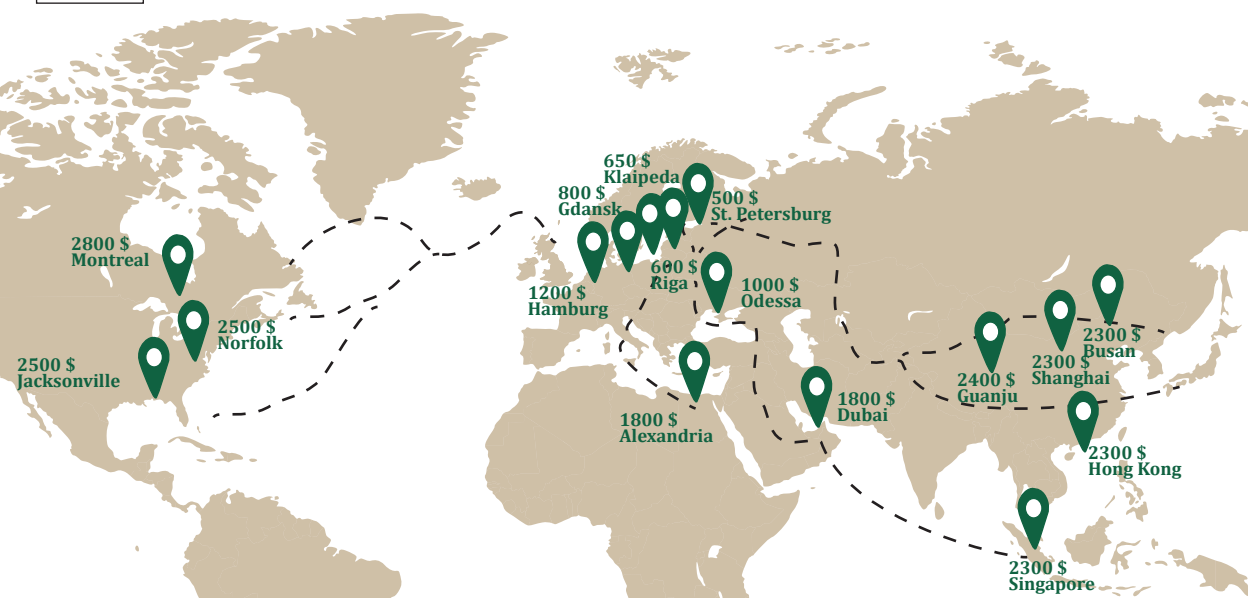 650 $
Klaipeda
800 $
Gdansk
500 $
St. Petersburg
2800 $
Montreal
600 $
Riga
1000 $
Odessa
1200 $
Hamburg
2500 $
Norfolk
2300 $
Busan
2300 $
Shanghai
2500 $
Jacksonville
2400 $
Guanju
1800 $
Dubai
1800 $
Alexandria
2300 $
Hong Kong
2300 $
Singapore